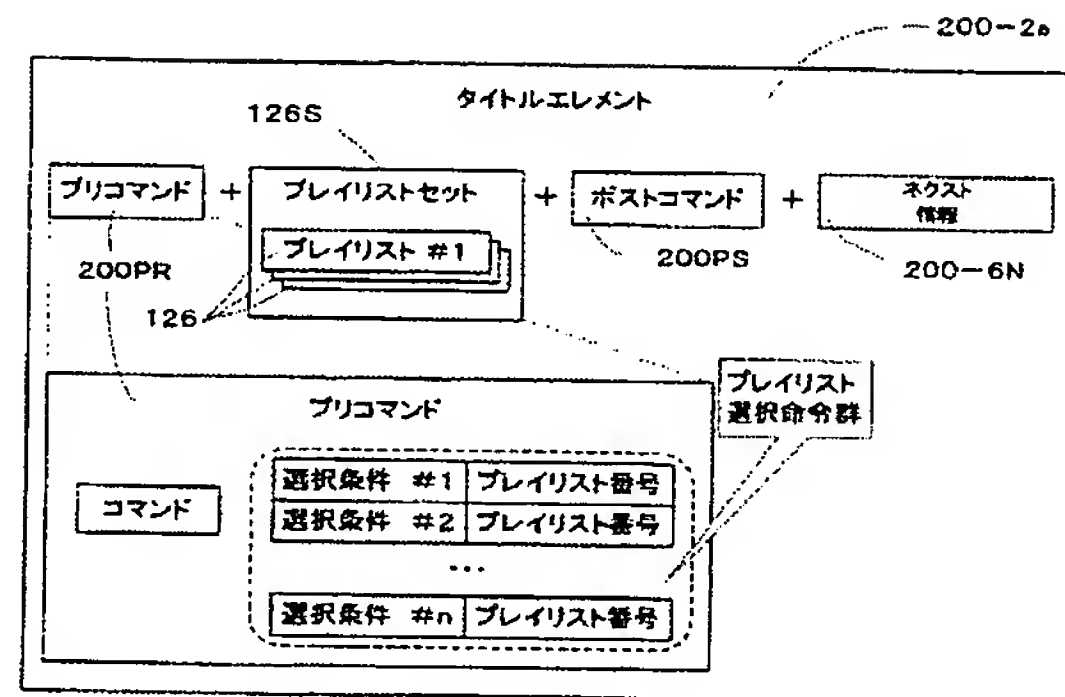 200-2a
タイトルエレメント
126S
プリコマンド + プレイリストセット + ポストコマンド + ネクスト
情報
プレイリスト #1
200PR
200PS
200-6N
126
プレイリスト
選択命令群
プリコマンド
コマンド
選択条件 #1 プレイリスト番号
選択条件 #2 プレイリスト番号
...
選択条件 #n プレイリスト番号